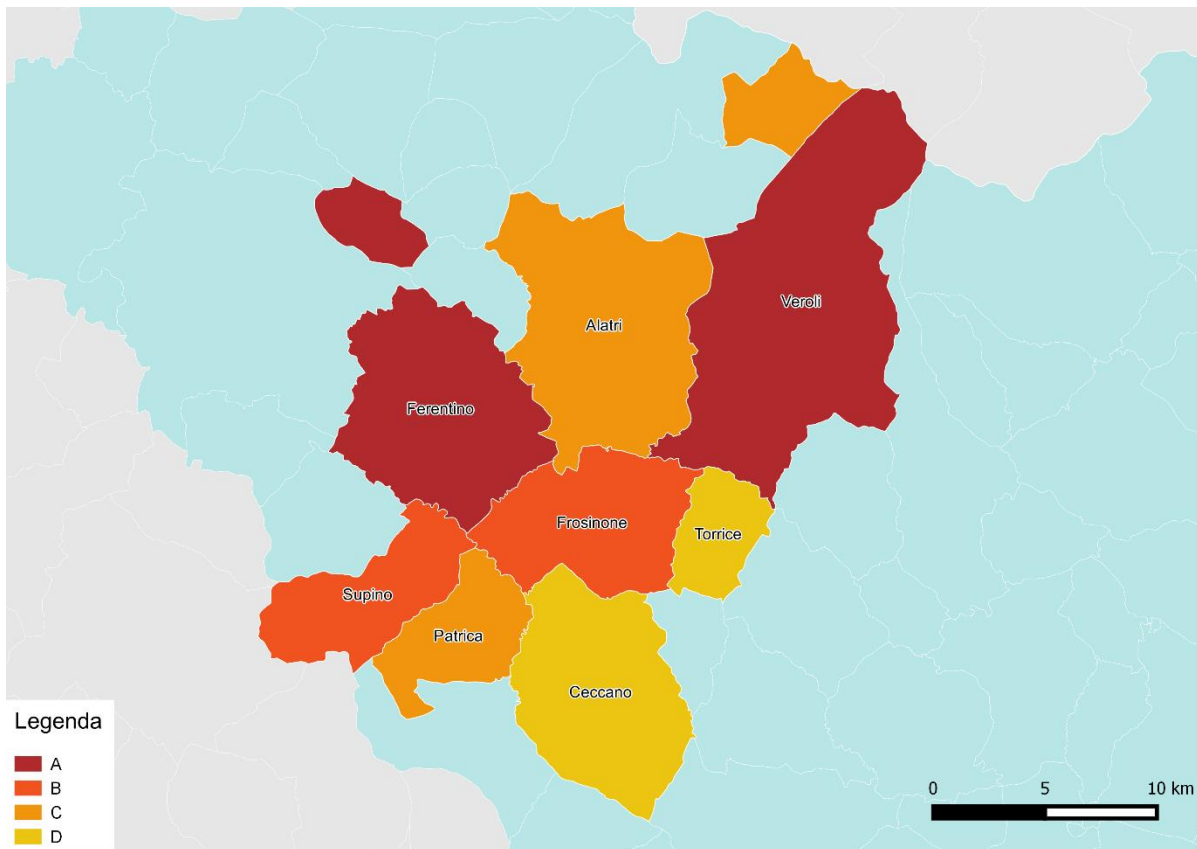 Veroli
Alatri
Ferentino
Frosinone
Torrice
Supino
Patrica
Ceccano
Legenda
A
B
C
D
0 5 10 km